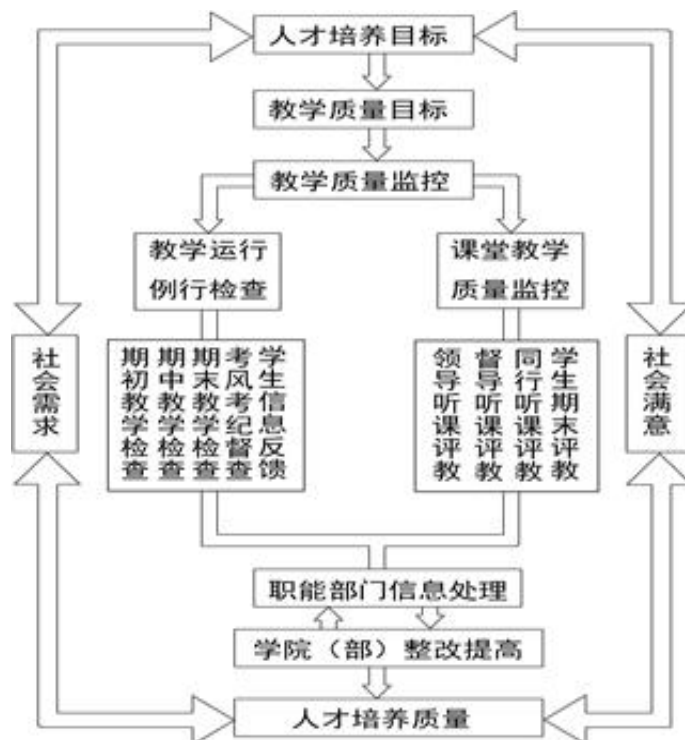 人才培养目标
教学质量目标
教学质量监控
教学运行
例行检查
课堂教学
质量监控
社会需求
期初教学检查
期中教学检查
期末教学检查
考风考纪督查
学生信息反馈
领导听课评教
督导听课评教
同行听课评教
学生期末评教
社会满意
职能部门信息处理
学院（部）整改提高
人才培养质量